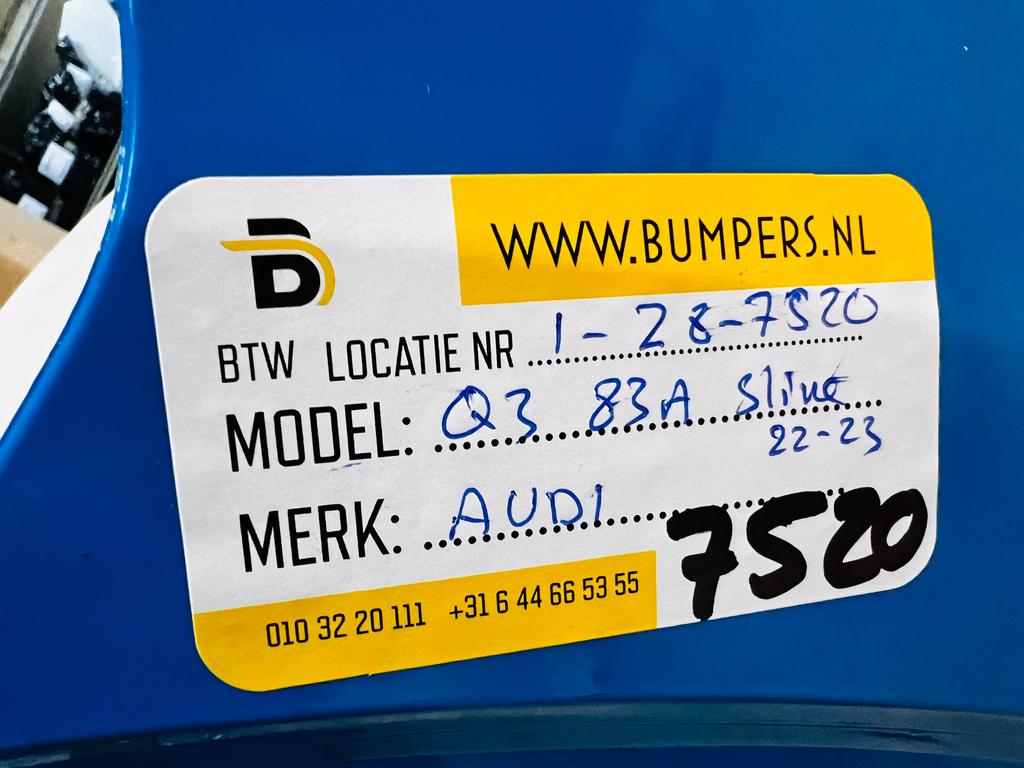 WWW.BUMPERS.NL
BTW LOCATIE NR 1-28-7520
MODEL: Q3 83A Sline
22-23
MERK: AUDI
7520
010 32 20 111 +31 6 44 66 53 55